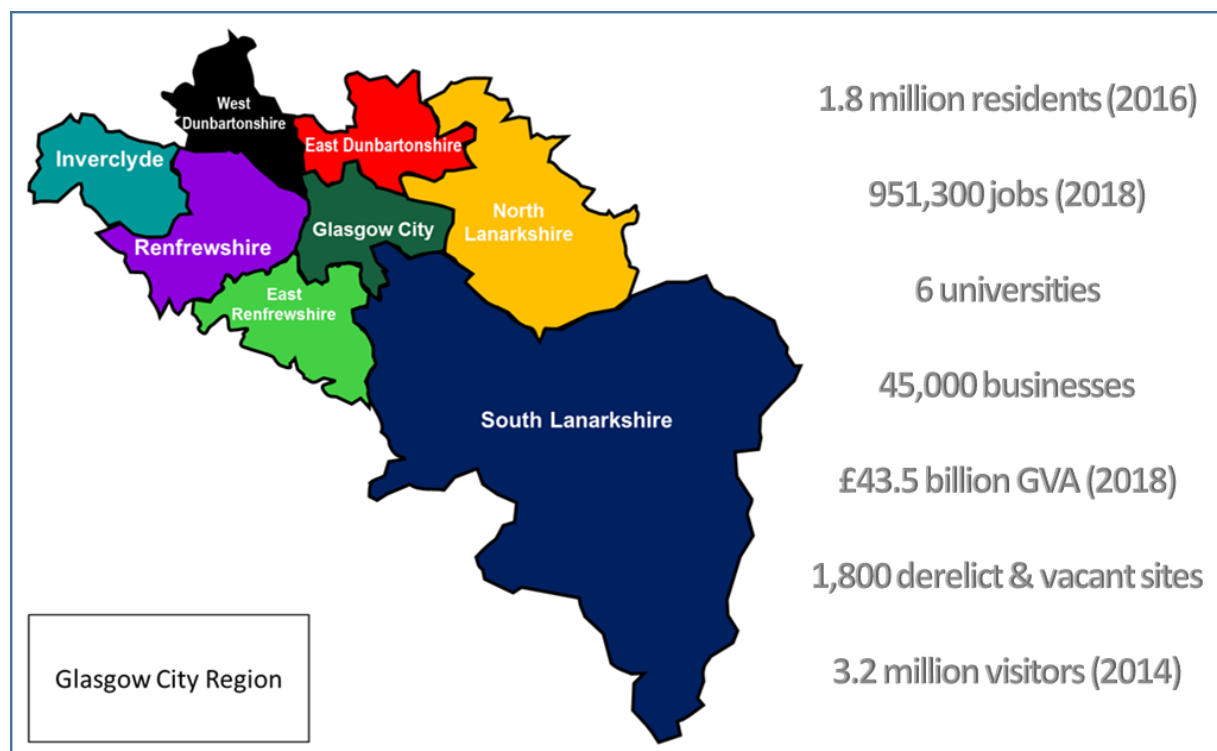 West
Dunbartonshire
East Dunbartonshire
Inverclyde
North
Lanarkshire
Glasgow City
Renfrewshire
East
Renfrewshire
South Lanarkshire
Glasgow City Region
1.8 million residents (2016)
951,300 jobs (2018)
6 universities
45,000 businesses
£43.5 billion GVA (2018)
1,800 derelict & vacant sites
3.2 million visitors (2014)